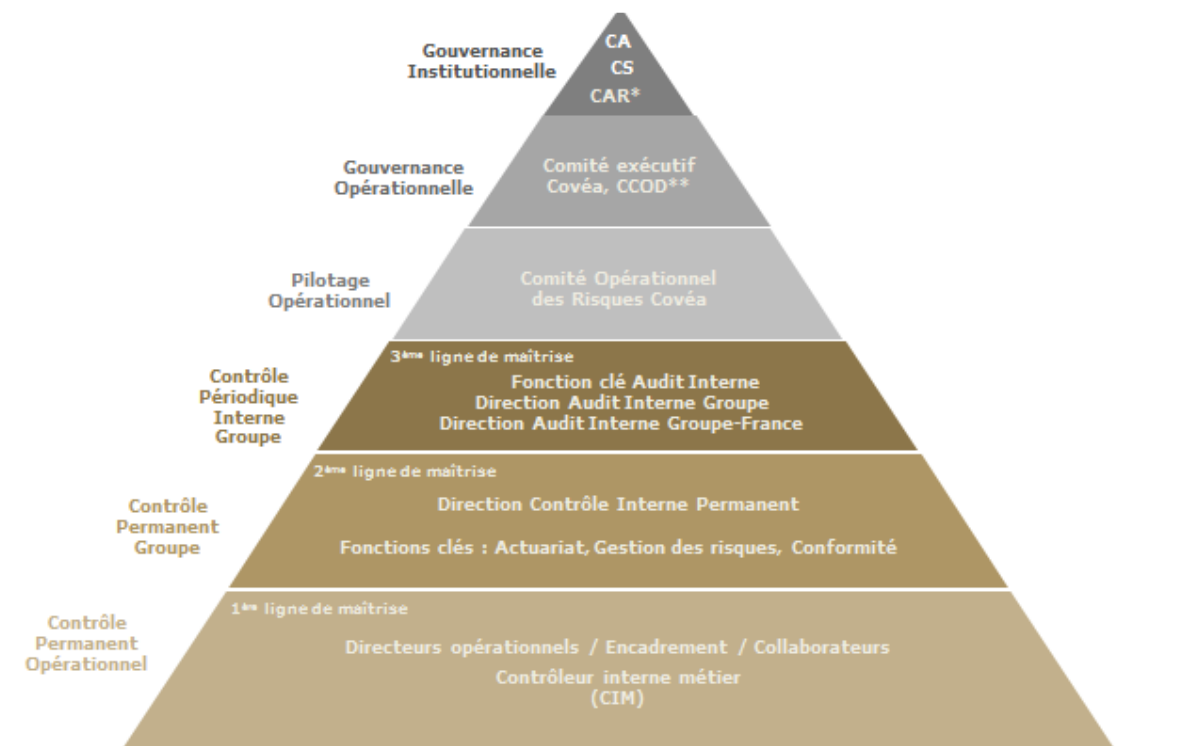 Gouvernance
Institutionnelle
CA
CS
CAR*
Gouvernance
Opérationnelle
Comité exécutif
Covéa, CCOD**
Pilotage
Opérationnel
Comité Opérationnel
des Risques Covéa
Contrôle
Périodique
Interne
Groupe
3ème ligne de maîtrise
Fonction clé Audit Interne
Direction Audit Interne Groupe
Direction Audit Interne Groupe-France
Contrôle
Permanent
Groupe
2ème ligne de maîtrise
Direction Contrôle Interne Permanent
Fonctions clés : Actuariat, Gestion des risques, Conformité
Contrôle
Permanent
Opérationnel
1ère ligne de maîtrise
Directeurs opérationnels / Encadrement / Collaborateurs
Contrôleur interne métier
(CIM)